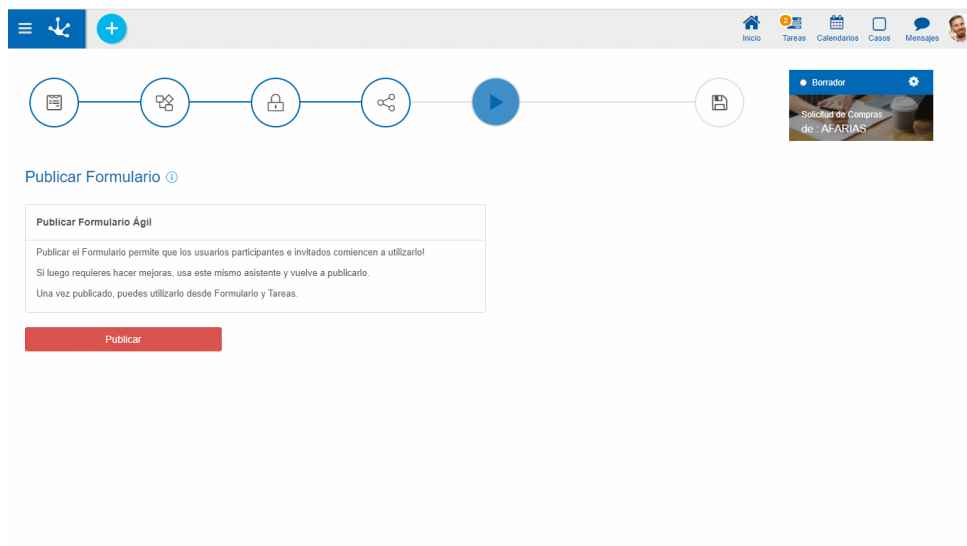 2
Inicio
Tareas
Calendarios
Casos
Mensajes
Borrador
Solicitud de Compras
de : AFARIAS
Publicar Formulario
Publicar Formulario Ágil
Publicar el Formulario permite que los usuarios participantes e invitados comiencen a utilizarlo!
Si luego requieres hacer mejoras, usa este mismo asistente y vuelve a publicarlo.
Una vez publicado, puedes utilizarlo desde Formulario y Tareas.
Publicar